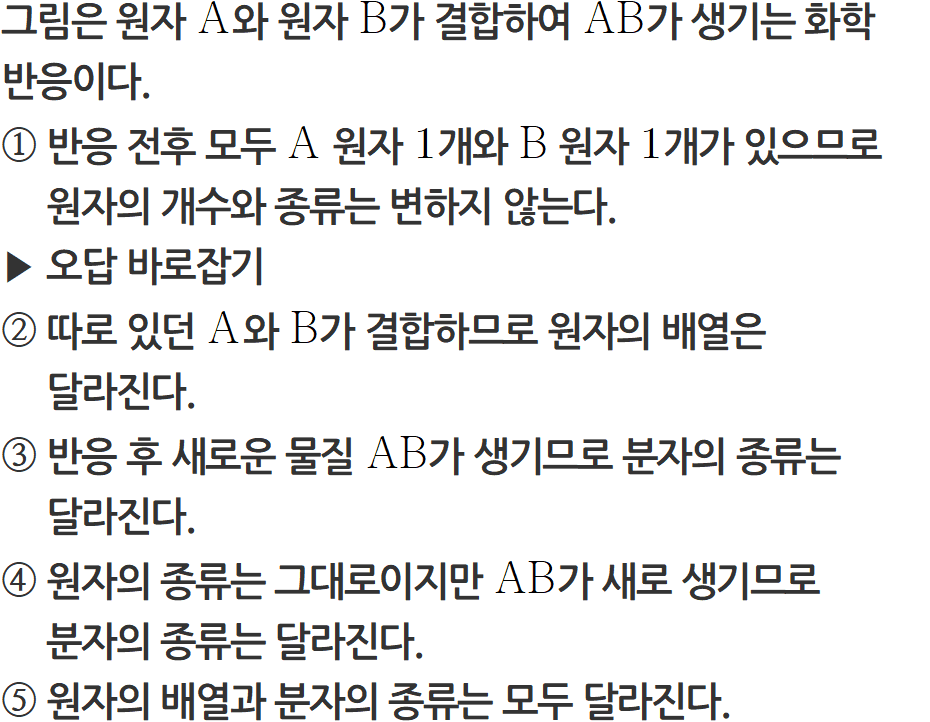 그림은 원자 A와 원자 B가 결합하여 AB가 생기는 화학
반응이다.
① 반응 전후 모두 A 원자 1개와 B 원자 1개가 있으므로
원자의 개수와 종류는 변하지 않는다.
▶ 오답 바로잡기
② 따로 있던 A와 B가 결합하므로 원자의 배열은
달라진다.
③ 반응 후 새로운 물질 AB가 생기므로 분자의 종류는
달라진다.
④ 원자의 종류는 그대로이지만 AB가 새로 생기므로
분자의 종류는 달라진다.
⑤ 원자의 배열과 분자의 종류는 모두 달라진다.